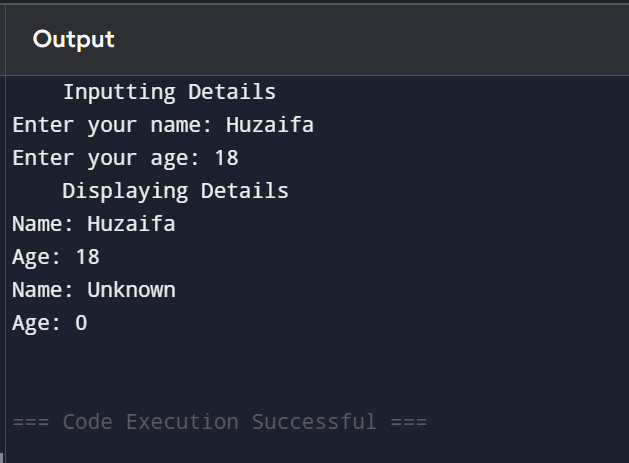 Output
Inputting Details
Enter your name: Huzaifa
Enter your age: 18
Displaying Details
Name: Huzaifa
Age: 18
Name: Unknown
Age: 0
=== Code Execution Successful ===